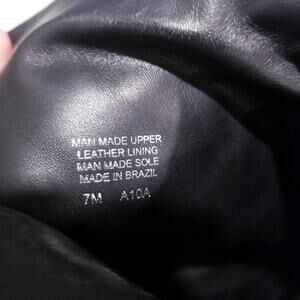 MAN MADE UPPER
LEATHER LINING
MAN MADE SOLE
MADE IN BRAZIL
7M A10A